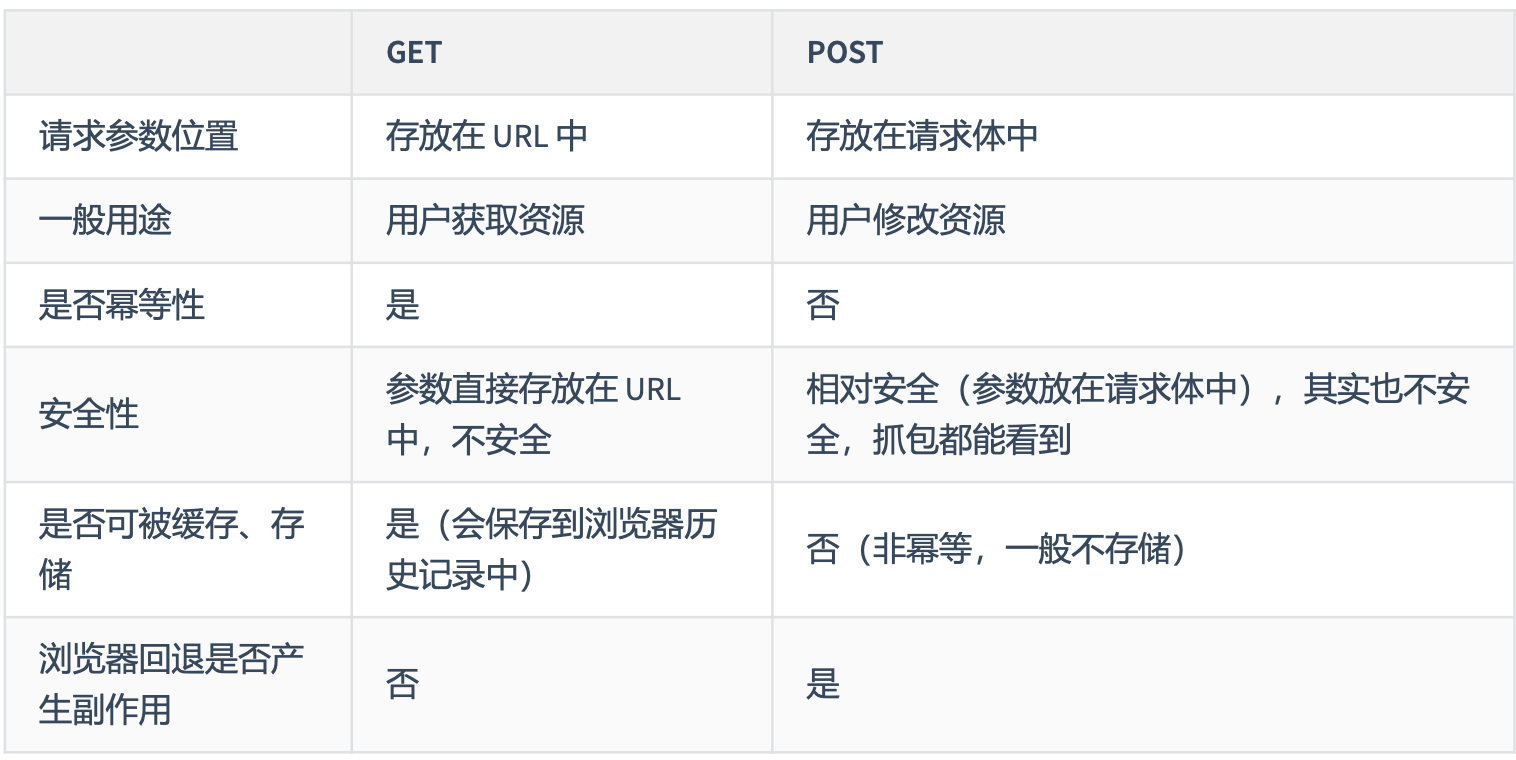 GET POST
请求参数位置 存放在 URL 中 存放在请求体中
一般用途 用户获取资源 用户修改资源
是否幂等性 是 否
安全性
参数直接存放在 URL
中，不安全
相对安全（参数放在请求体中），其实也不安
全，抓包都能看到
是否可被缓存、存
储
是（会保存到浏览器历
史记录中）
否（非幂等，一般不存储）
浏览器回退是否产
生副作用
否
是